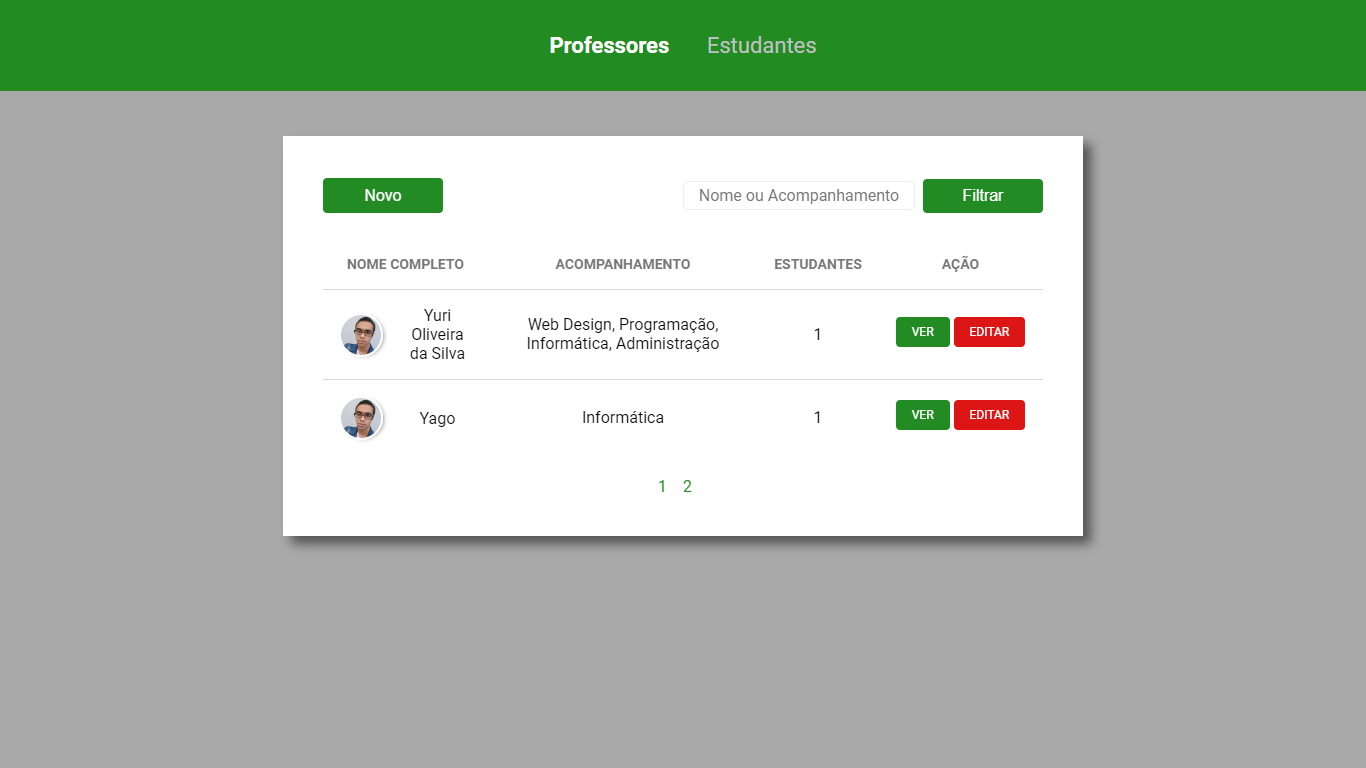 Professores Estudantes
Novo Nome ou Acompanhamento Filtrar
NOME COMPLETO ACOMPANHAMENTO ESTUDANTES AÇÃO
Yuri
Oliveira
da Silva
Web Design, Programação,
Informática, Administração
1
VER EDITAR
Yago Informática 1 VER EDITAR
1 2